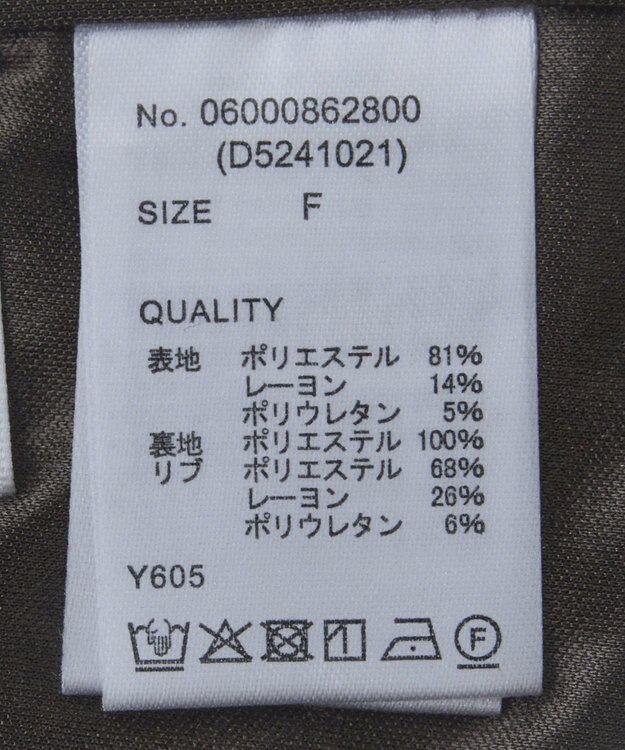 No. 06000862800
(D5241021)
SIZE F
QUALITY
表地 ポリエステル 81%
レーヨン 14%
ポリウレタン 5%
裏地 ポリエステル 100%
リブ ポリエステル 68%
レーヨン 26%
ポリウレタン 6%
Y605
F